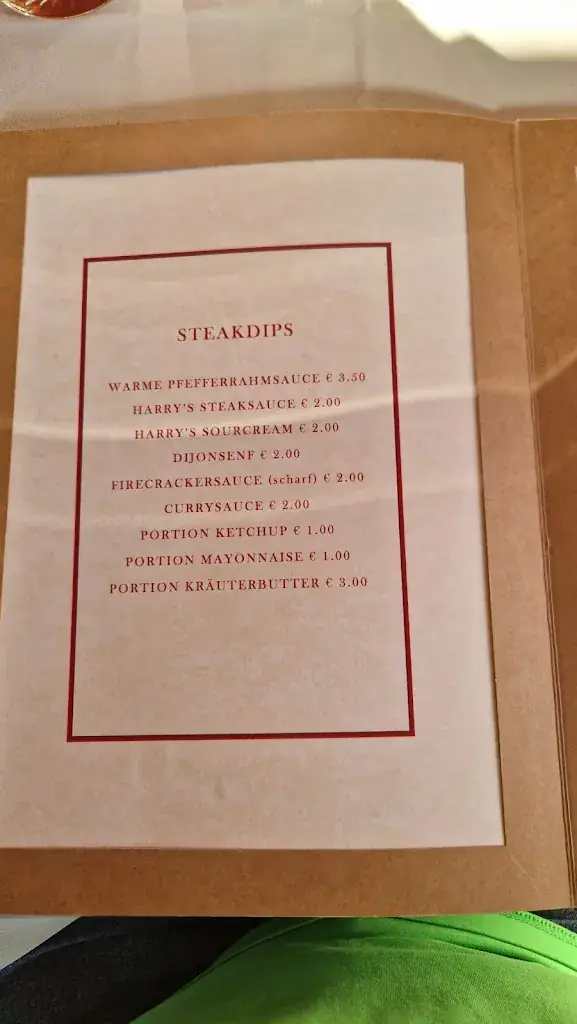 STEAKDIPS
WARME PFEFFERRAHMSAUCE € 3.50
HARRY'S STEAKSAUCE € 2.00
HARRY'S SOURCREAM € 2.00
DIJONSENF € 2.00
FIRECRACKERSAUCE (scharf) € 2.00
CURRYSAUCE € 2.00
PORTION KETCHUP € 1.00
PORTION MAYONNAISE € 1.00
PORTION KRÄUTERBUTTER € 3.00